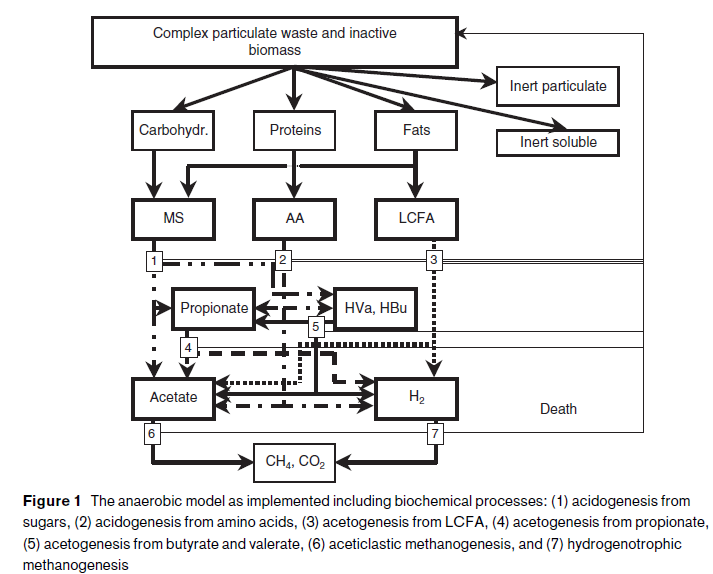 Complex particulate waste and inactive
biomass
Inert particulate
Carbohydr.
Proteins
Fats
Inert soluble
MS
AA
LCFA
1
2
3
Propionate
HVa, HBu
5
4
Acetate
H₂
Death
6
7
CH₄, CO₂
Figure 1 The anaerobic model as implemented including biochemical processes: (1) acidogenesis from
sugars, (2) acidogenesis from amino acids, (3) acetogenesis from LCFA, (4) acetogenesis from propionate,
(5) acetogenesis from butyrate and valerate, (6) aceticlastic methanogenesis, and (7) hydrogenotrophic
methanogenesis